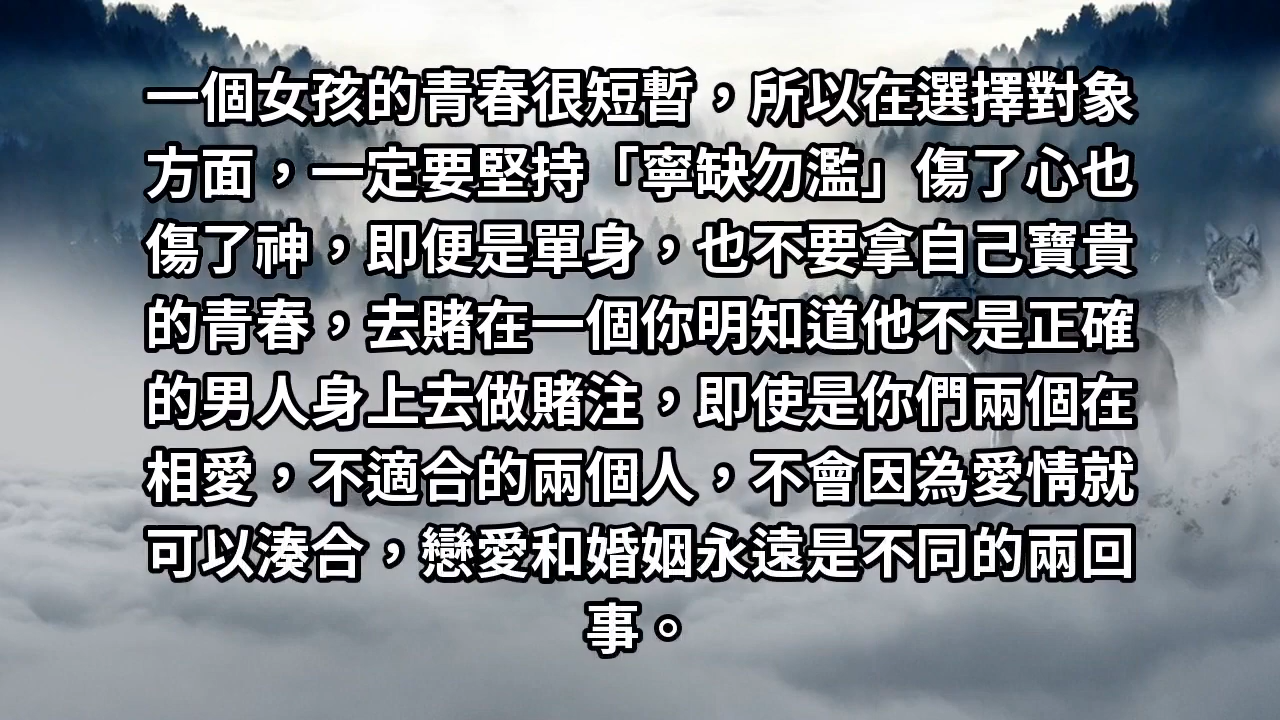 一個女孩的青春很短暫，所以在選擇對象
方面，一定要堅持「寧缺勿濫」傷了心也
傷了神，即便是單身，也不要拿自己寶貴
的青春，去賭在一個你明知道他不是正確
的男人身上去做賭注，即使是你們兩個在
相愛，不適合的兩個人，不會因為愛情就
可以湊合，戀愛和婚姻永遠是不同的兩回
事。